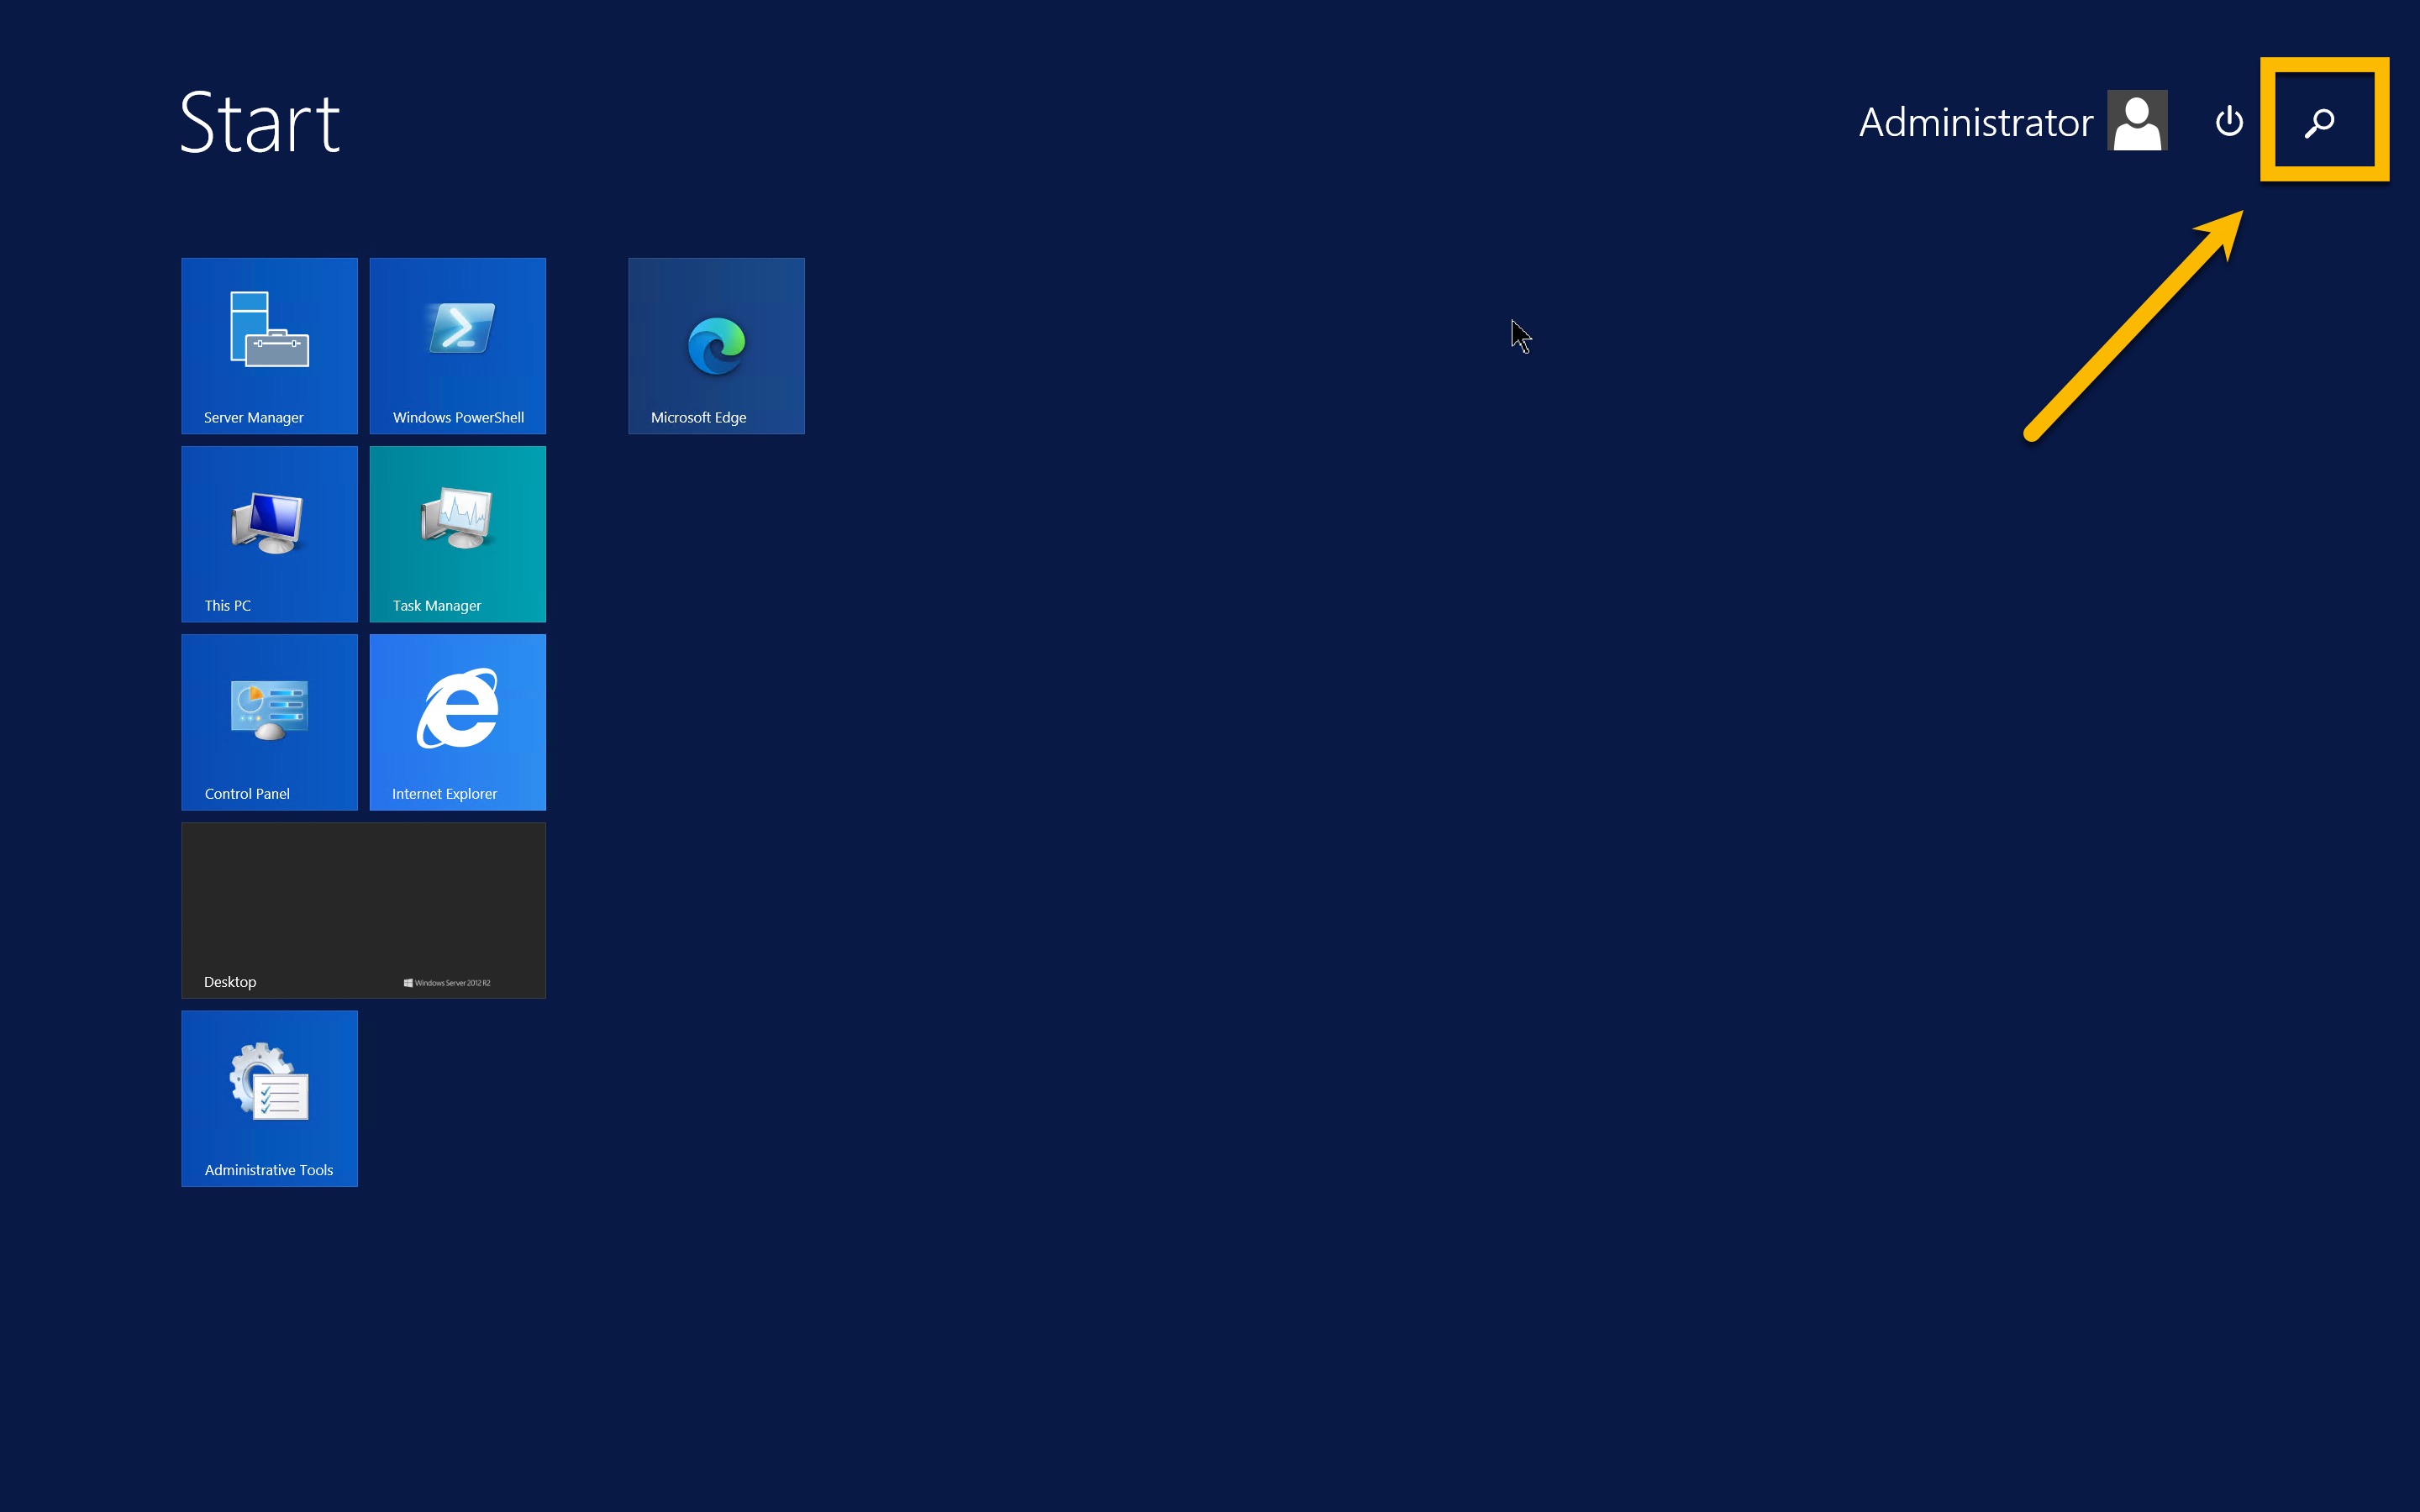 Start
Administrator
Server Manager
Windows PowerShell
Microsoft Edge
This PC
Task Manager
Control Panel
Internet Explorer
Desktop
Windows Server 2012 R2
Administrative Tools